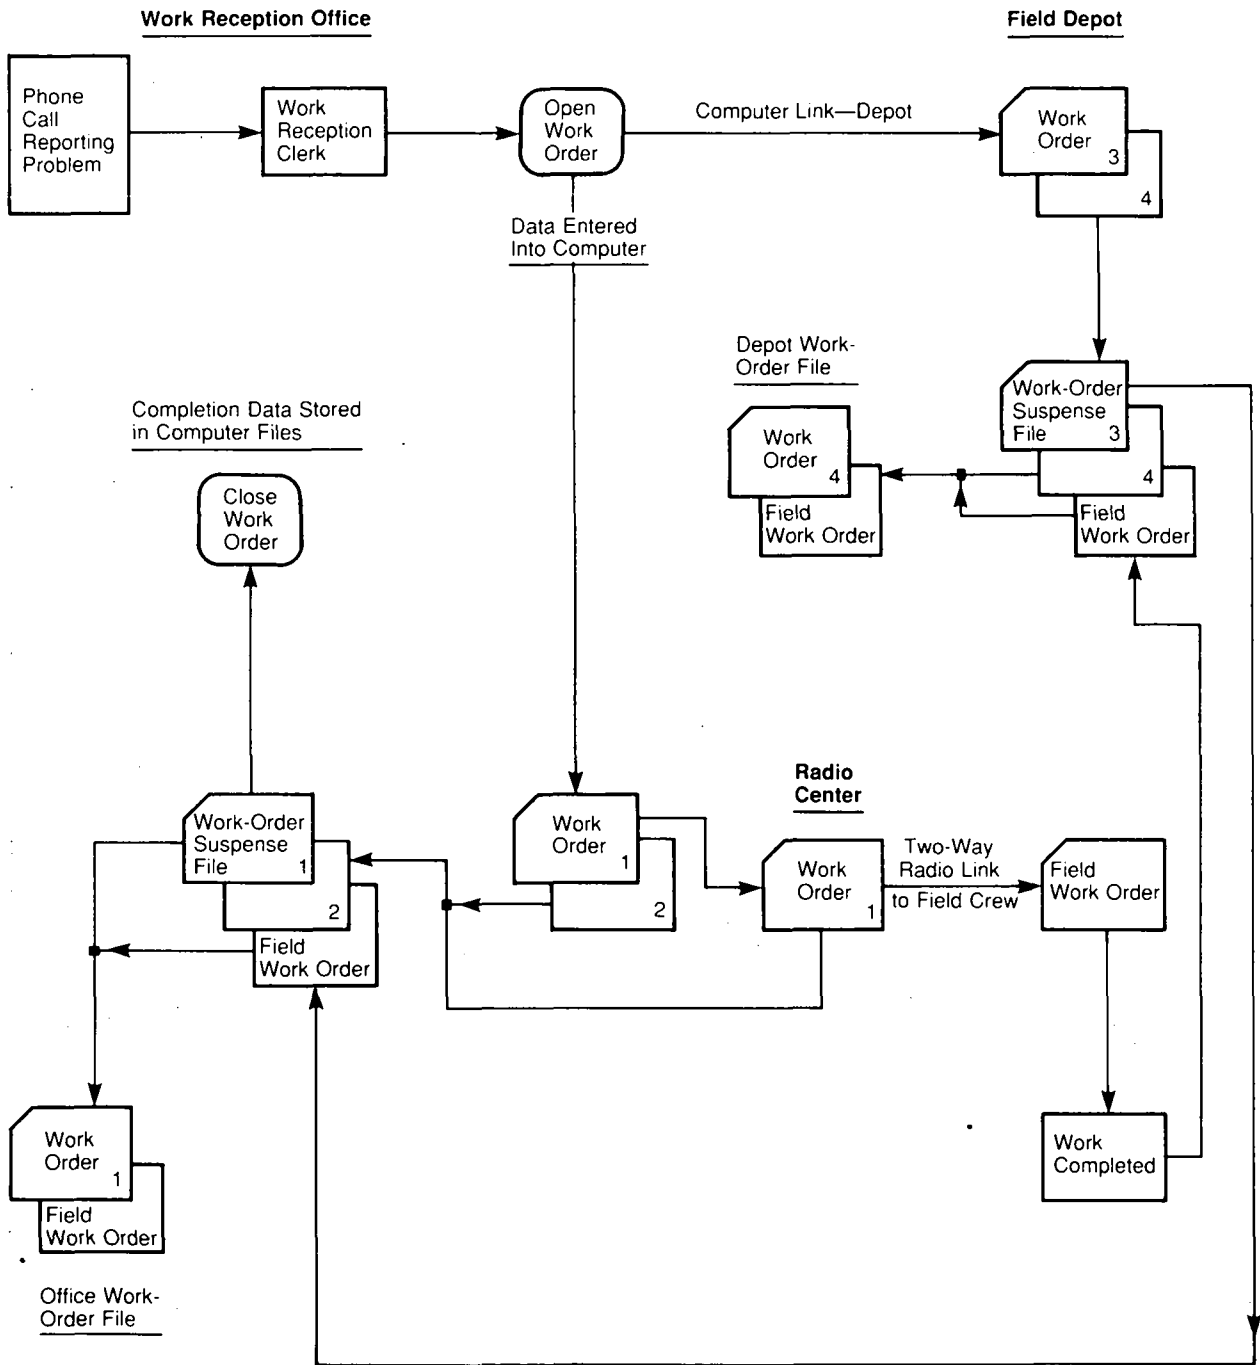 Work Reception Office
Field Depot
Phone
Call
Reporting
Problem
Work
Reception
Clerk
Open
Work
Order
Computer Link—Depot
Work
Order
3
4
Data Entered
Into Computer
Depot Work-
Order File
Work
Order
4
Field
Work Order
Work-Order
Suspense
File
3
4
Field
Work Order
Completion Data Stored
in Computer Files
Close
Work
Order
Work-Order
Suspense
File
1
2
Field
Work Order
Work
Order
1
2
Radio
Center
Work
Order
1
Two-Way
Radio Link
to Field Crew
Field
Work Order
Work
Completed
Work
Order
1
Field
Work Order
Office Work-
Order File